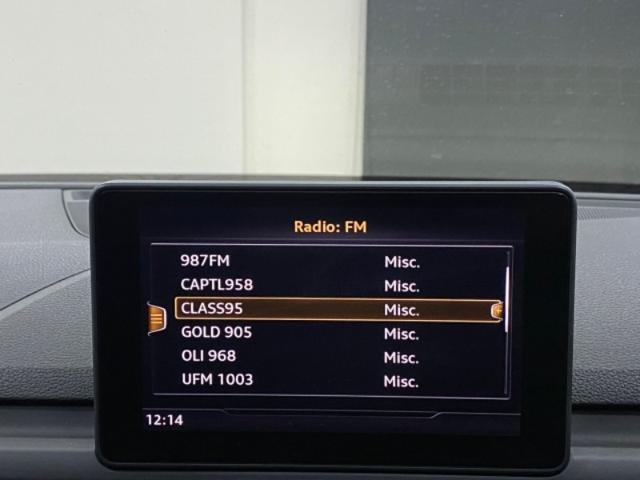 Radio: FM
987FM Misc.
CAPTL958 Misc.
CLASS95 Misc.
GOLD 905 Misc.
OLI 968 Misc.
UFM 1003 Misc.
12:14